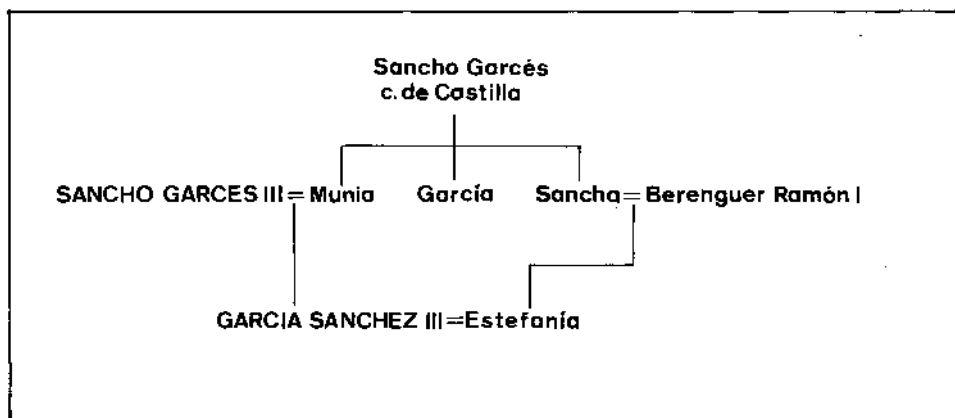 Sancho Garcés
c. de Castilla
SANCHO GARCES III = Munia García Sancha = Berenguer Ramón I
GARCIA SANCHEZ III = Estefanía